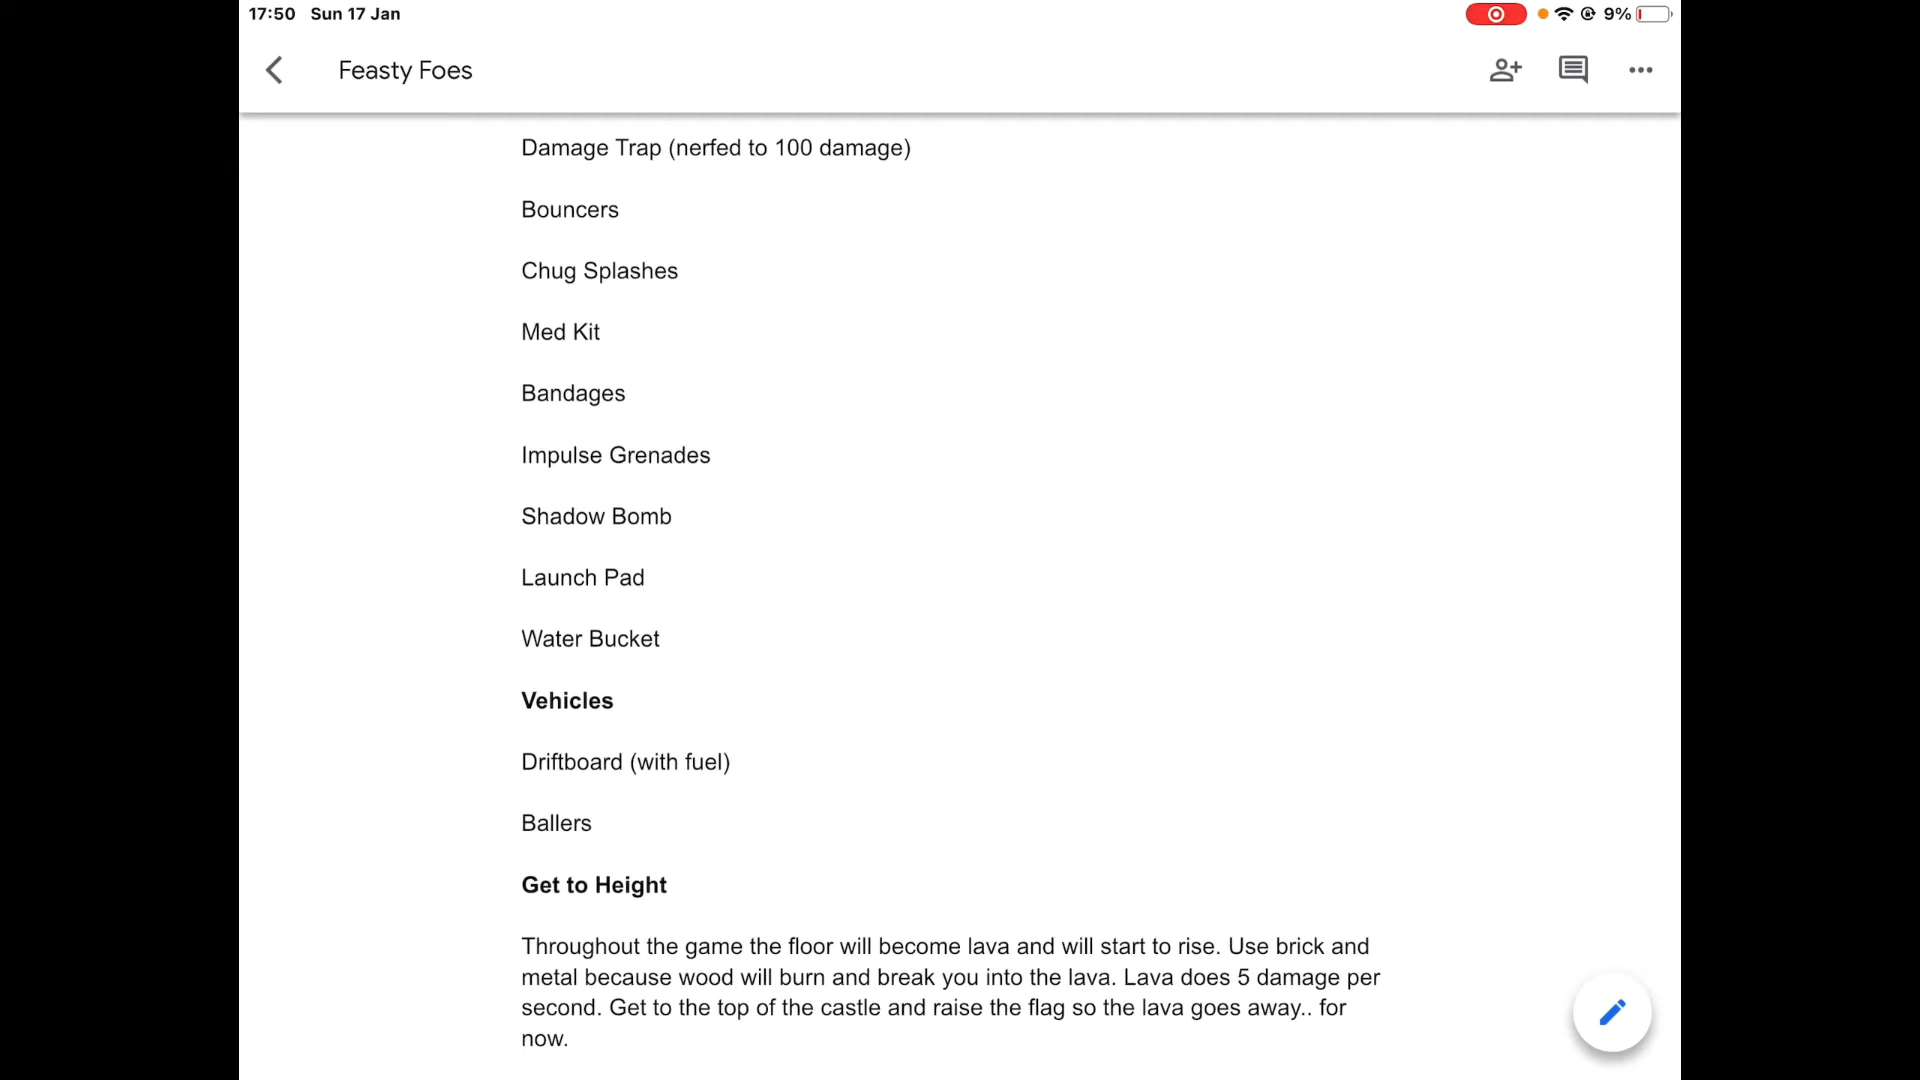 17:50 Sun 17 Jan
9%
Feasty Foes
Damage Trap (nerfed to 100 damage)
Bouncers
Chug Splashes
Med Kit
Bandages
Impulse Grenades
Shadow Bomb
Launch Pad
Water Bucket
Vehicles
Driftboard (with fuel)
Ballers
Get to Height
Throughout the game the floor will become lava and will start to rise. Use brick and
metal because wood will burn and break you into the lava. Lava does 5 damage per
second. Get to the top of the castle and raise the flag so the lava goes away.. for
now.